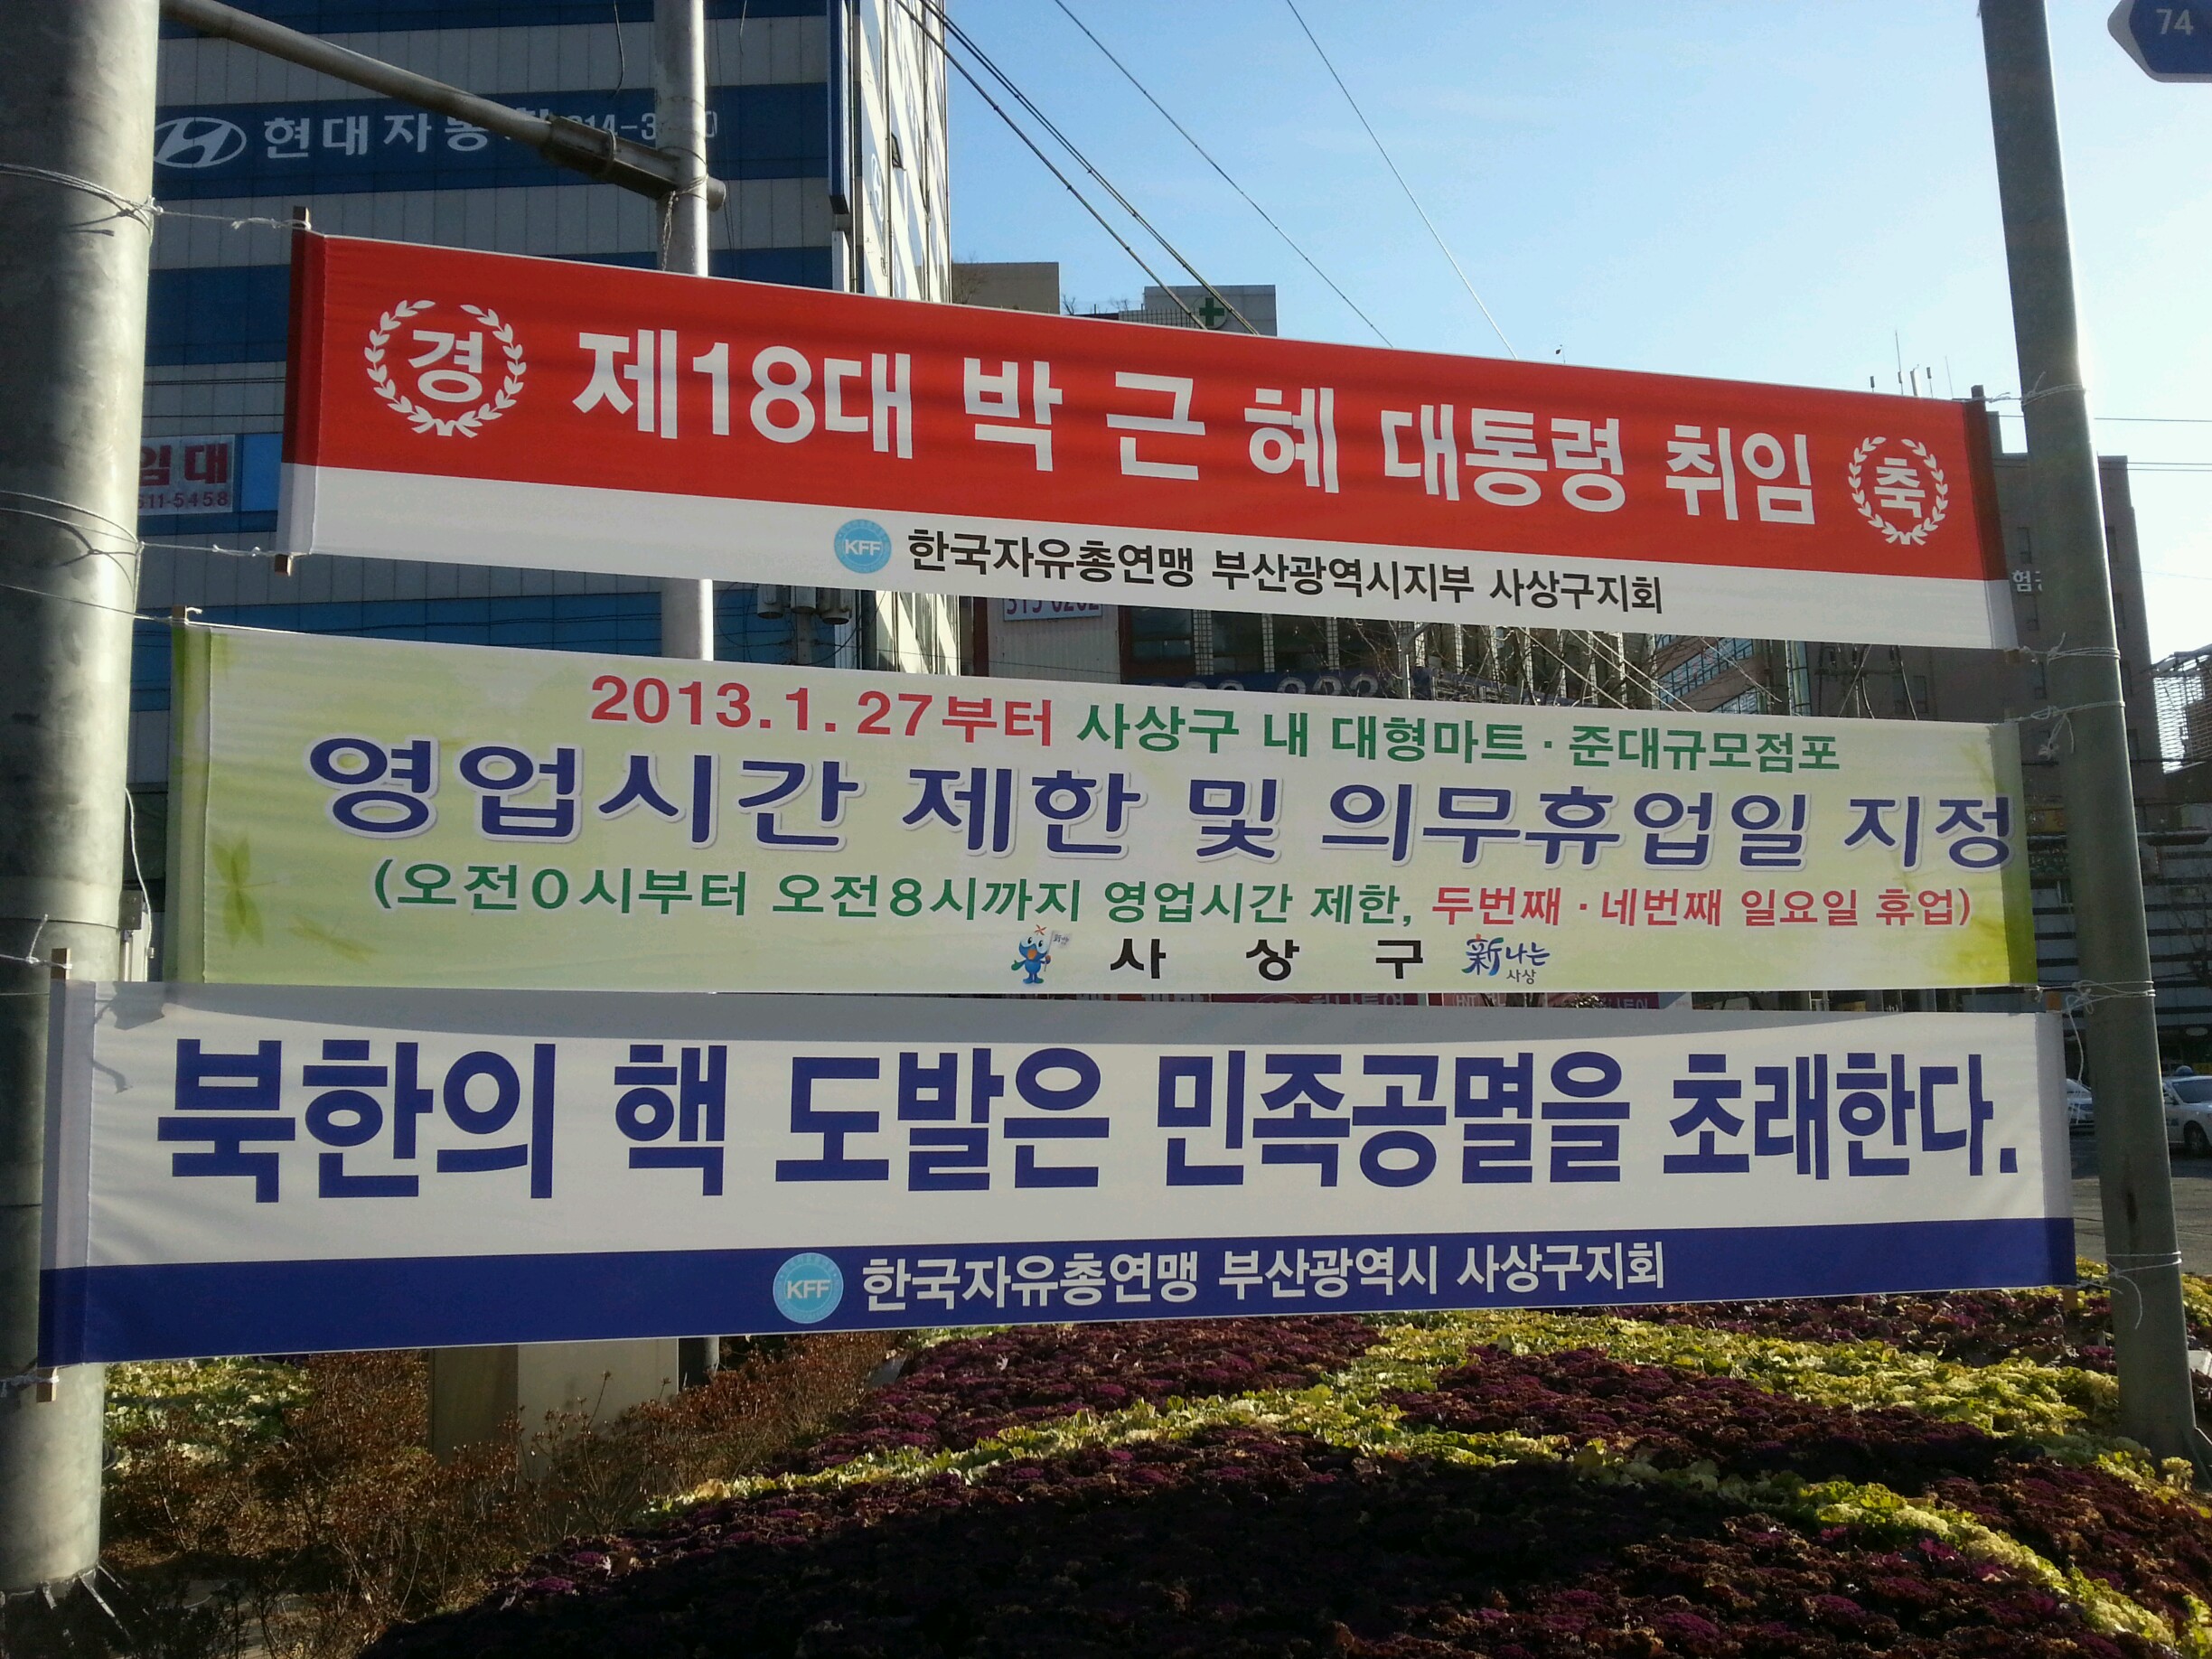 74
현대자동차
임대
611-5458
경 제18대 박 근 혜 대통령 취임 축
KFF 한국자유총연맹 부산광역시지부 사상구지회
2013.1.27부터 사상구 내 대형마트·준대규모점포
영업시간 제한 및 의무휴업일 지정
(오전0시부터 오전8시까지 영업시간 제한, 두번째·네번째 일요일 휴업)
사 상 구 新나는
사상
북한의 핵 도발은 민족공멸을 초래한다.
KFF 한국자유총연맹 부산광역시 사상구지회